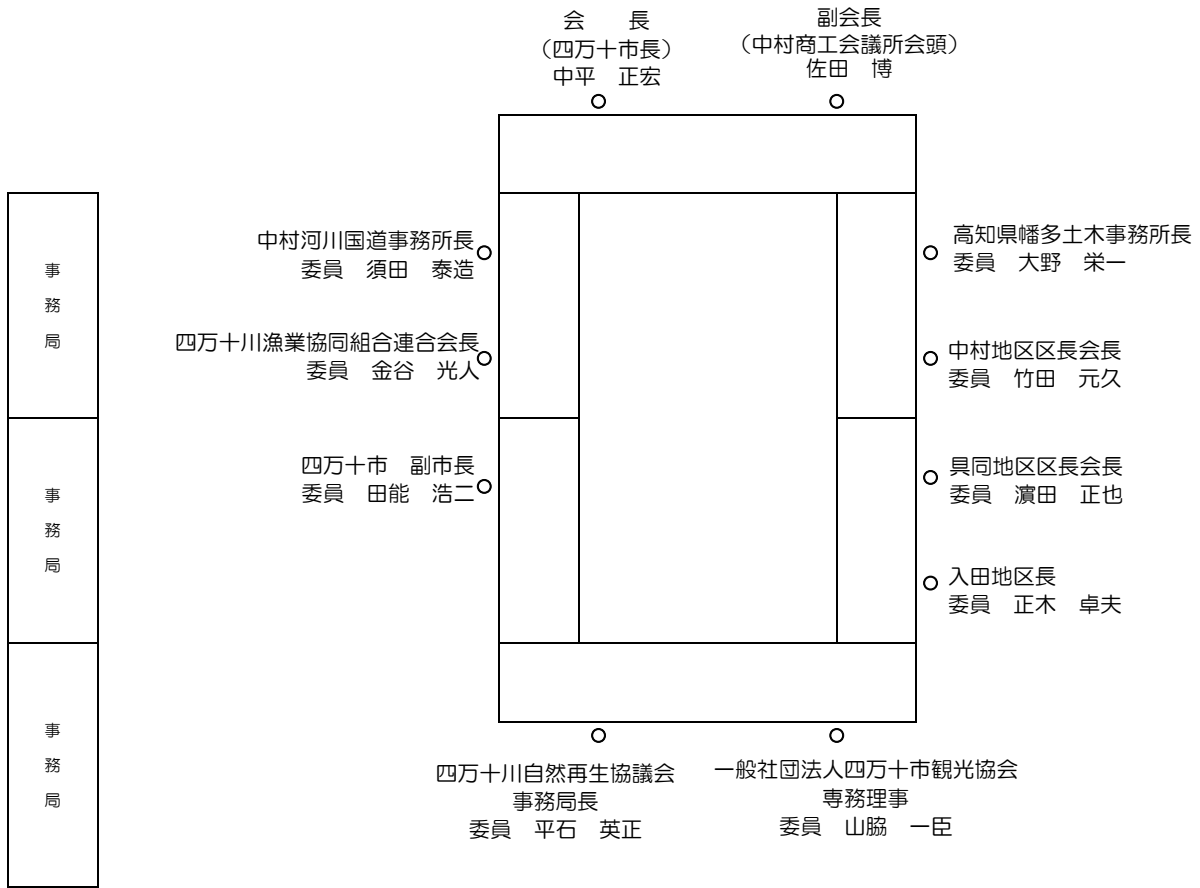 会　　長
（四万十市長）
中平　正宏
副会長
（中村商工会議所会頭）
佐田　博
中村河川国道事務所長
委員　須田　泰造
四万十川漁業協同組合連合会長
委員　金谷　光人
四万十市　副市長
委員　田能　浩二
高知県幡多土木事務所長
委員　大野　栄一
中村地区区長会長
委員　竹田　元久
具同地区区長会長
委員　濵田　正也
入田地区長
委員　正木　卓夫
四万十川自然再生協議会
事務局長
委員　平石　英正
一般社団法人四万十市観光協会
専務理事
委員　山脇　一臣
事
務
局
事
務
局
事
務
局